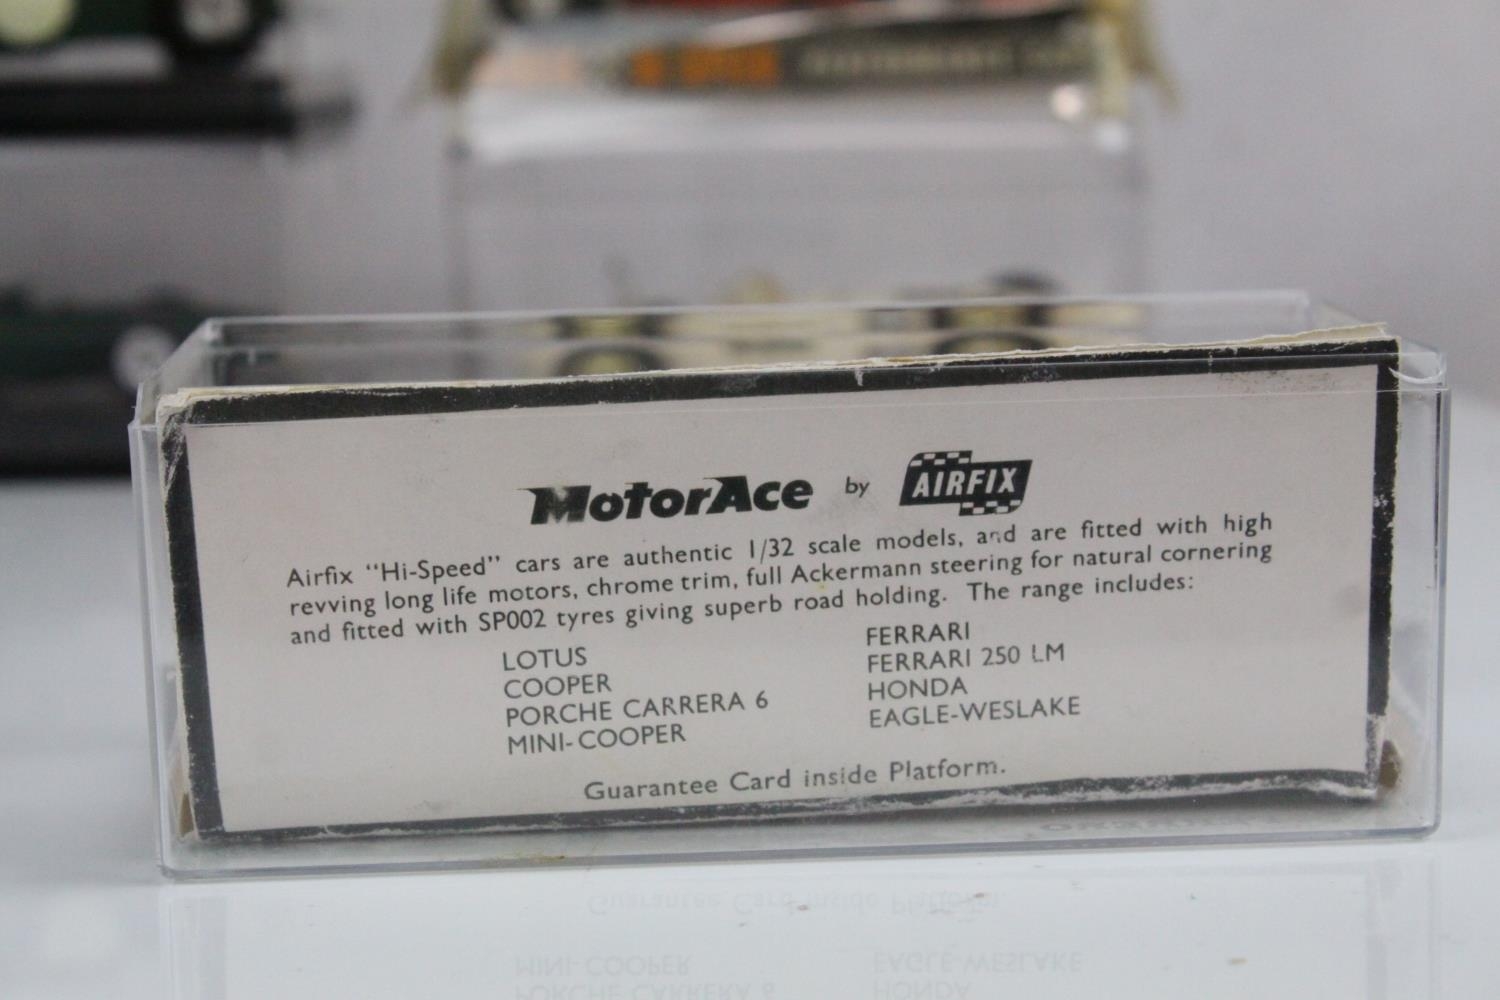 MotorAce by AIRFIX
Airfix "Hi-Speed" cars are authentic 1/32 scale models, and are fitted with high
revving long life motors, chrome trim, full Ackermann steering for natural cornering
and fitted with SP002 tyres giving superb road holding. The range includes:
LOTUS
COOPER
PORCHE CARRERA 6
MINI-COOPER
FERRARI
FERRARI 250 LM
HONDA
EAGLE-WESLAKE
Guarantee Card inside Platform.